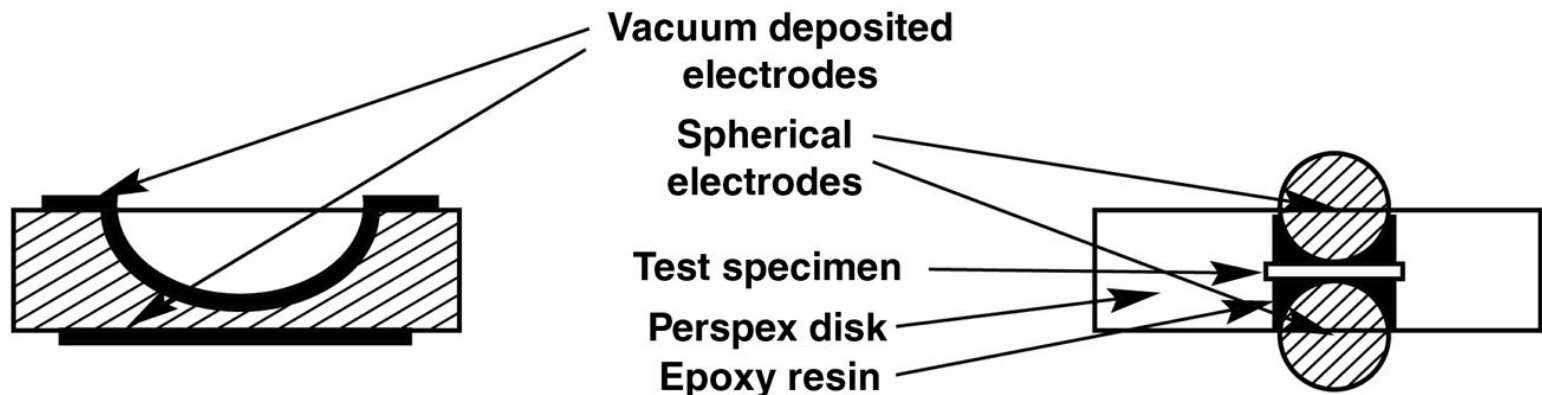 Vacuum deposited
electrodes
Spherical
electrodes
Test specimen
Perspex disk
Epoxy resin